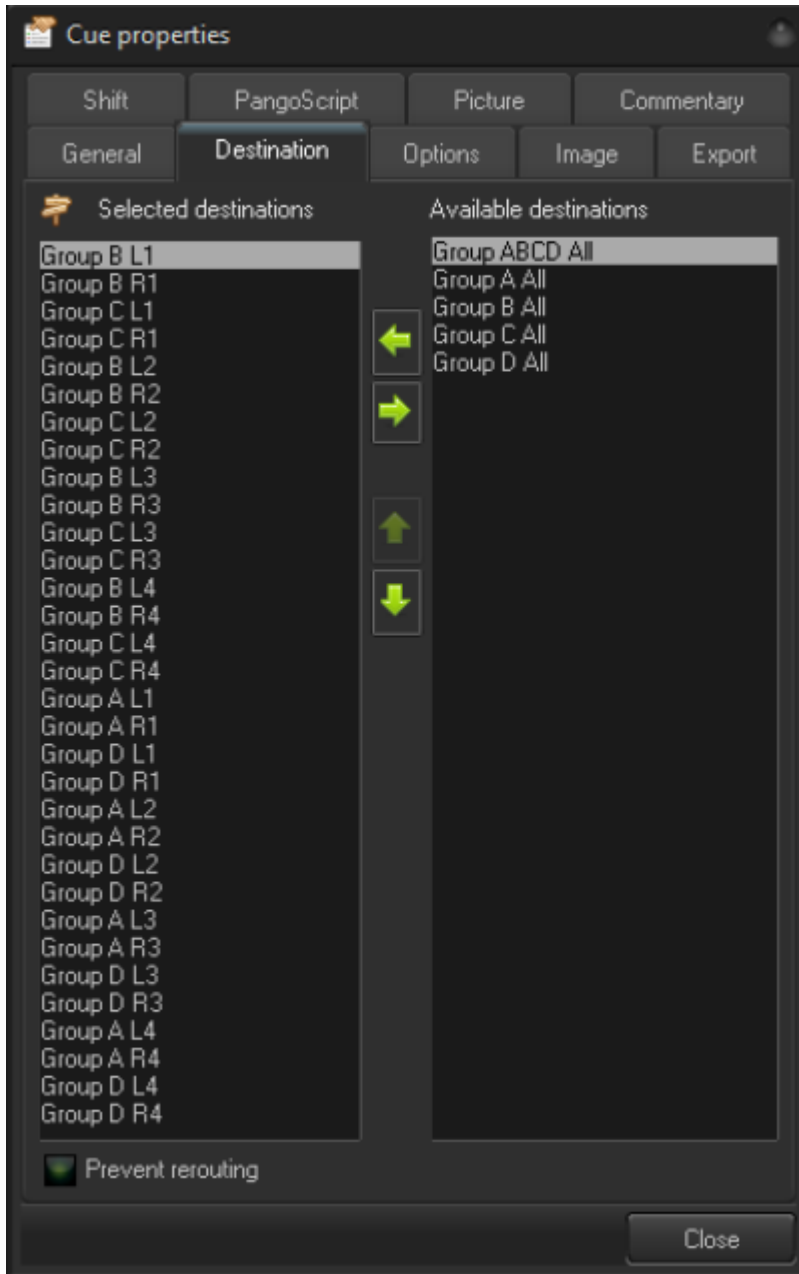 Cue properties
Shift PangoScript Picture Commentary
General Destination Options Image Export
Selected destinations
Group B L1
Group B R1
Group C L1
Group C R1
Group B L2
Group B R2
Group C L2
Group C R2
Group B L3
Group B R3
Group C L3
Group C R3
Group B L4
Group B R4
Group C L4
Group C R4
Group A L1
Group A R1
Group D L1
Group D R1
Group A L2
Group A R2
Group D L2
Group D R2
Group A L3
Group A R3
Group D L3
Group D R3
Group A L4
Group A R4
Group D L4
Group D R4
Available destinations
Group ABCD All
Group A All
Group B All
Group C All
Group D All
Prevent rerouting
Close